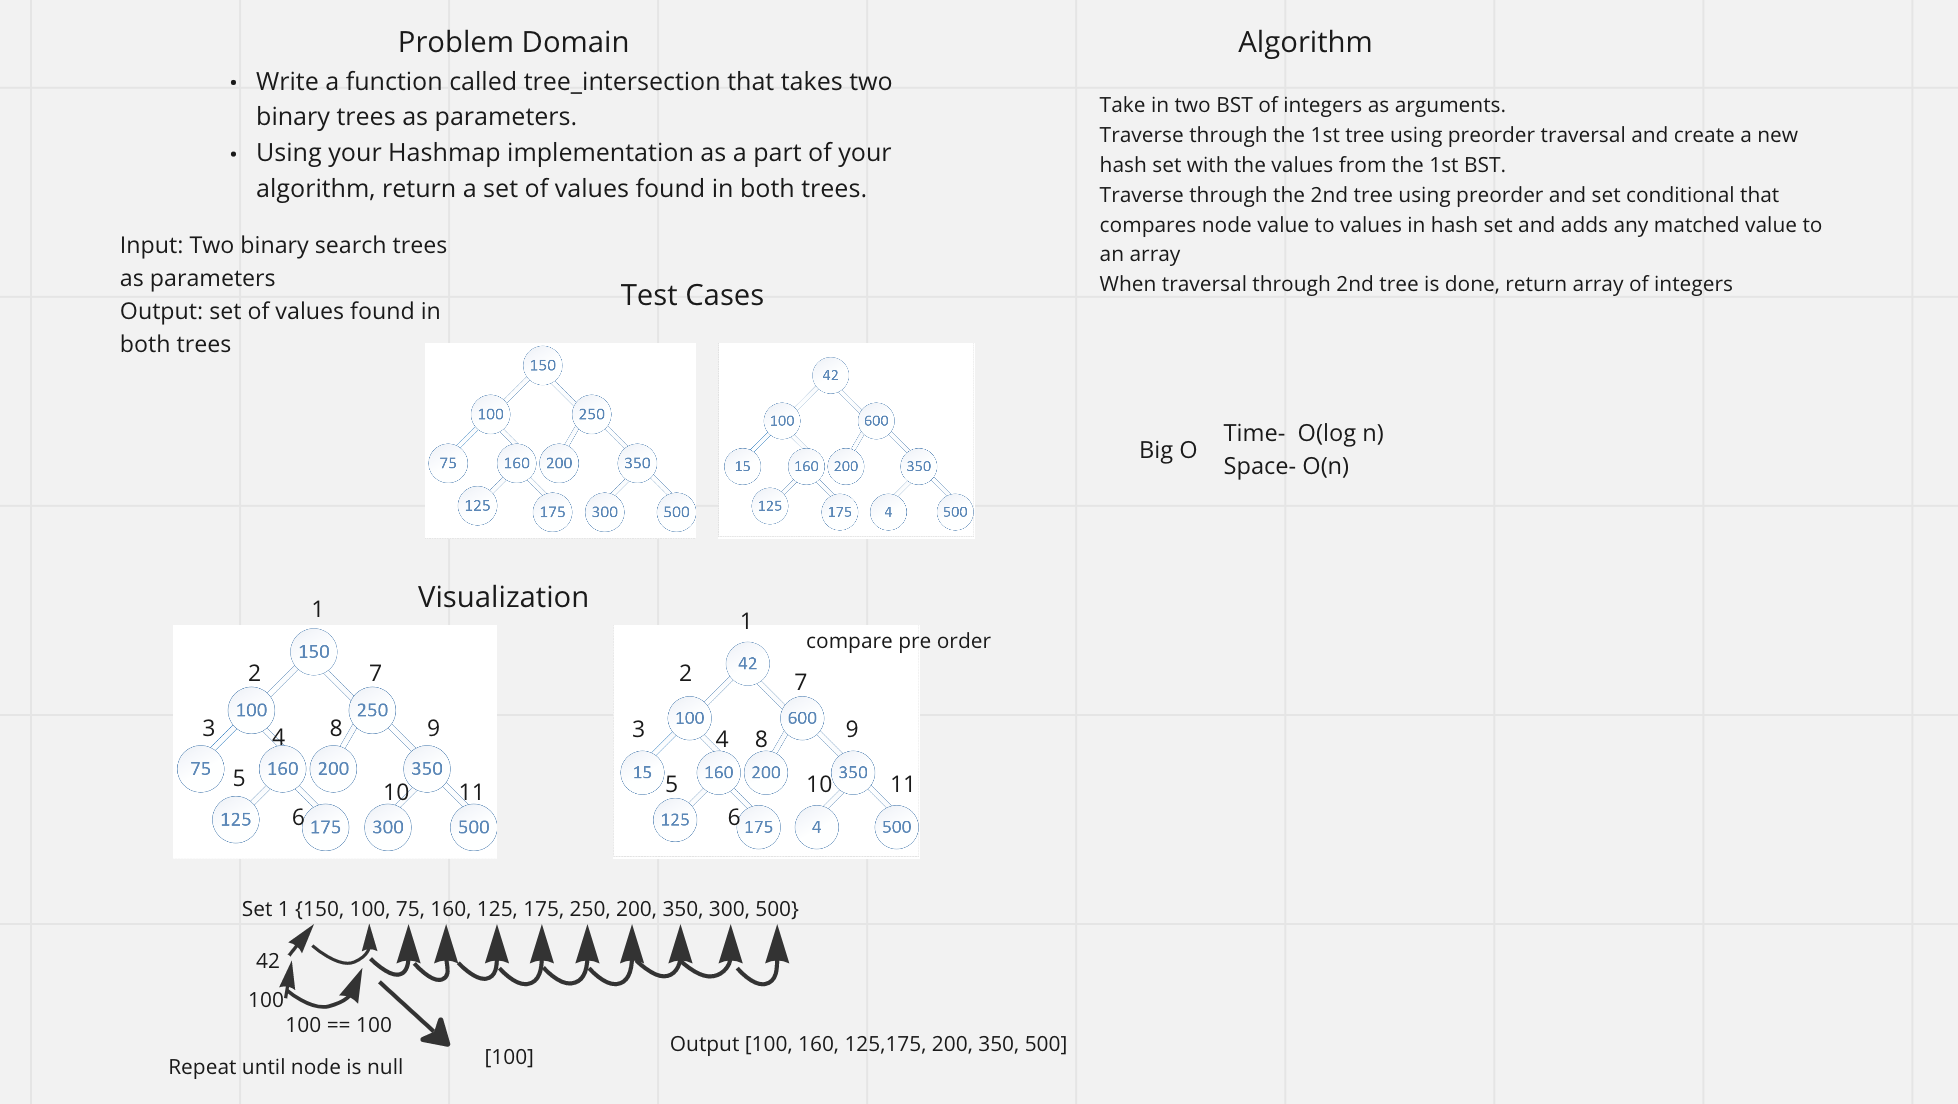 Problem Domain
• Write a function called tree_intersection that takes two
binary trees as parameters.
• Using your Hashmap implementation as a part of your
algorithm, return a set of values found in both trees.
Input: Two binary search trees
as parameters
Output: set of values found in
both trees
Test Cases
150
100 250
75 160 200 350
125 175 300 500
42
100 600
15 160 200 350
125 175 4 500
Visualization
1
150
2 7
100 250
3 4 8 9
75 160 200 350
5 10 11
125 6 175 300 500
1
compare pre order
42
2 7
100 600
3 4 8 9
15 160 200 350
5 10 11
125 6 175 4 500
Set 1 {150, 100, 75, 160, 125, 175, 250, 200, 350, 300, 500}
42
100
100 == 100
[100]
Repeat until node is null
Output [100, 160, 125,175, 200, 350, 500]
Algorithm
Take in two BST of integers as arguments.
Traverse through the 1st tree using preorder traversal and create a new
hash set with the values from the 1st BST.
Traverse through the 2nd tree using preorder and set conditional that
compares node value to values in hash set and adds any matched value to
an array
When traversal through 2nd tree is done, return array of integers
Big O
Time- O(log n)
Space- O(n)